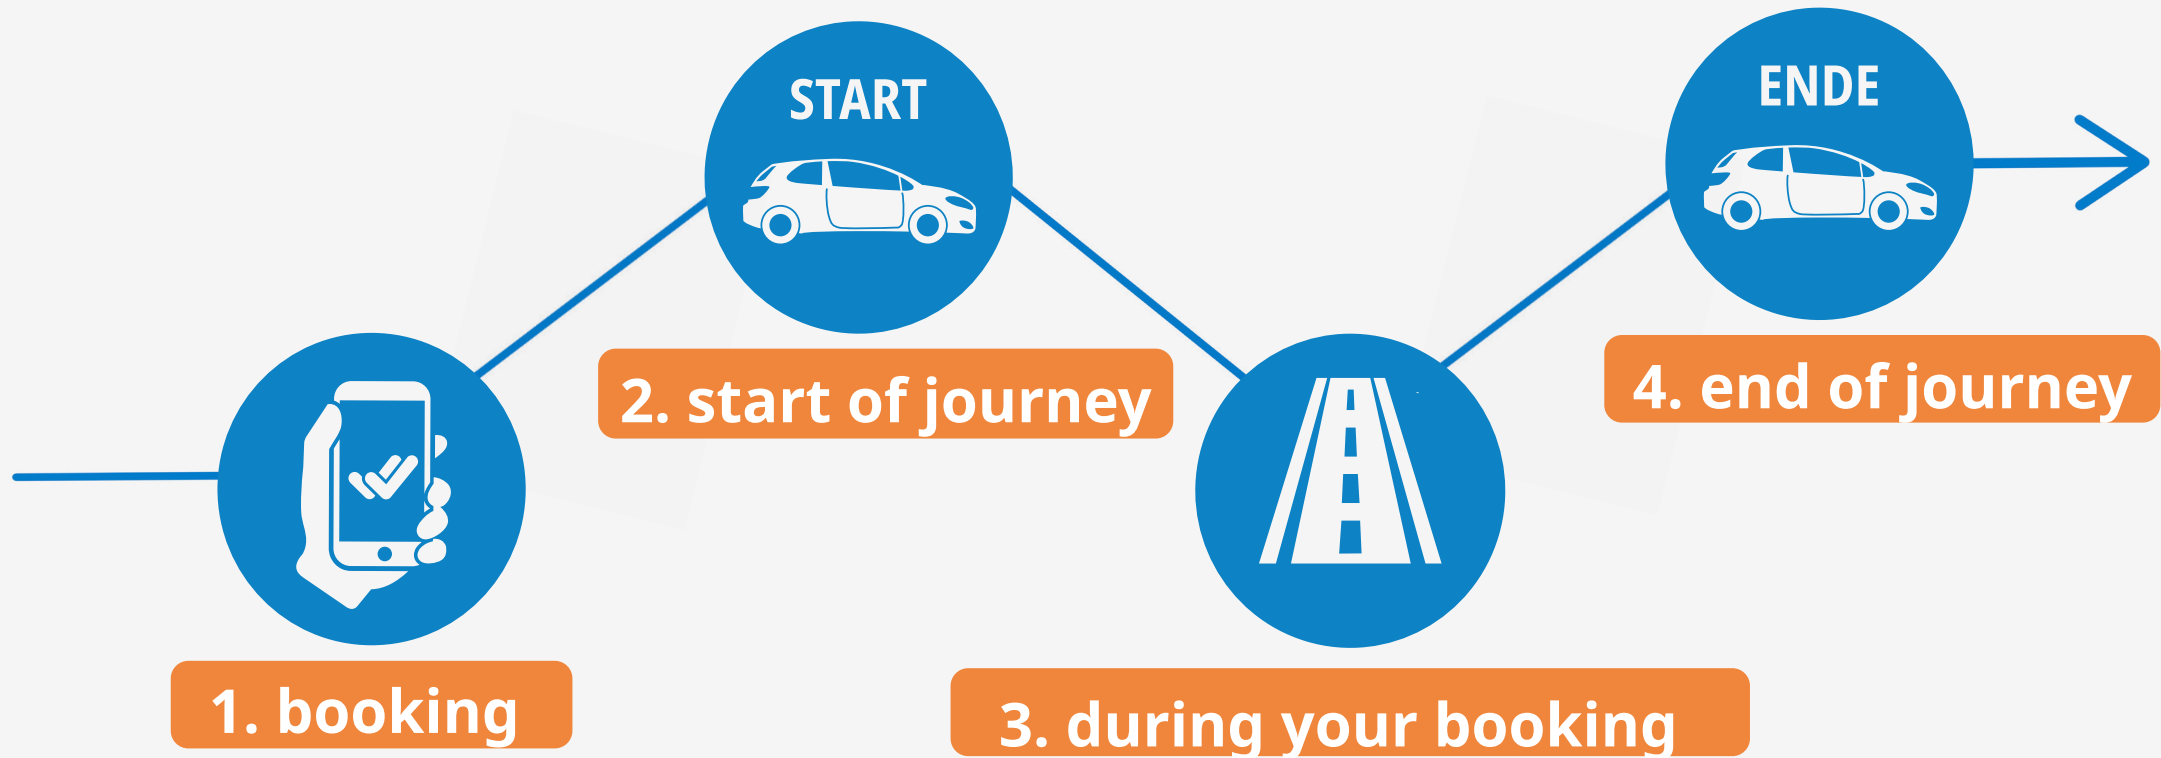 START
ENDE
2. start of journey
4. end of journey
1. booking
3. during your booking